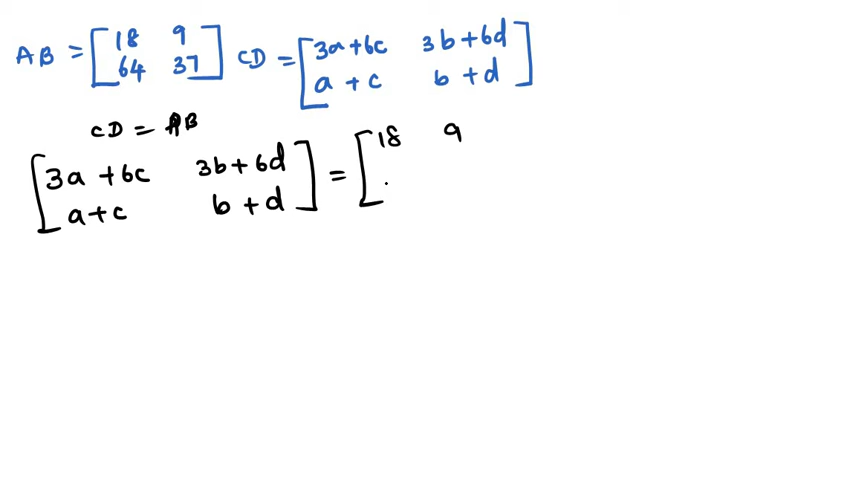 AB = [18 9 CD = [3a+6c 3b+6d
64 37] a + c b + d]
CD = AB
[3a + 6c 3b + 6d] = [18 9
a + c b + d]